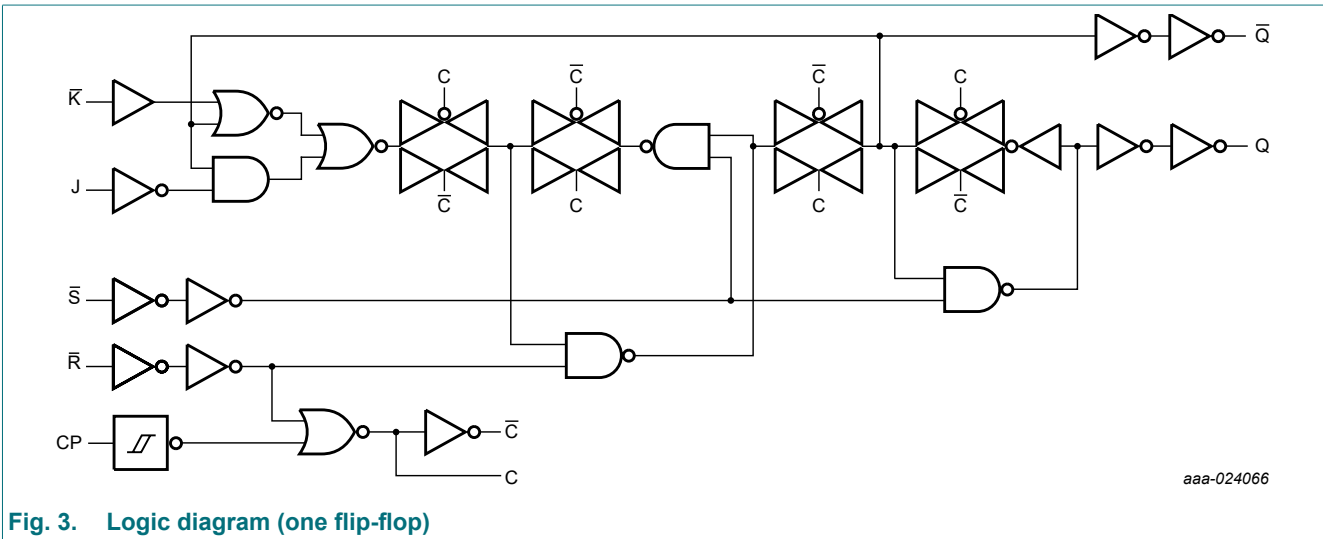 Q̅
C C̅ C̅ C
K̅
Q
J
C̅ C C C̅
S̅
R̅
C̅
CP
C
aaa-024066
Fig. 3. Logic diagram (one flip-flop)